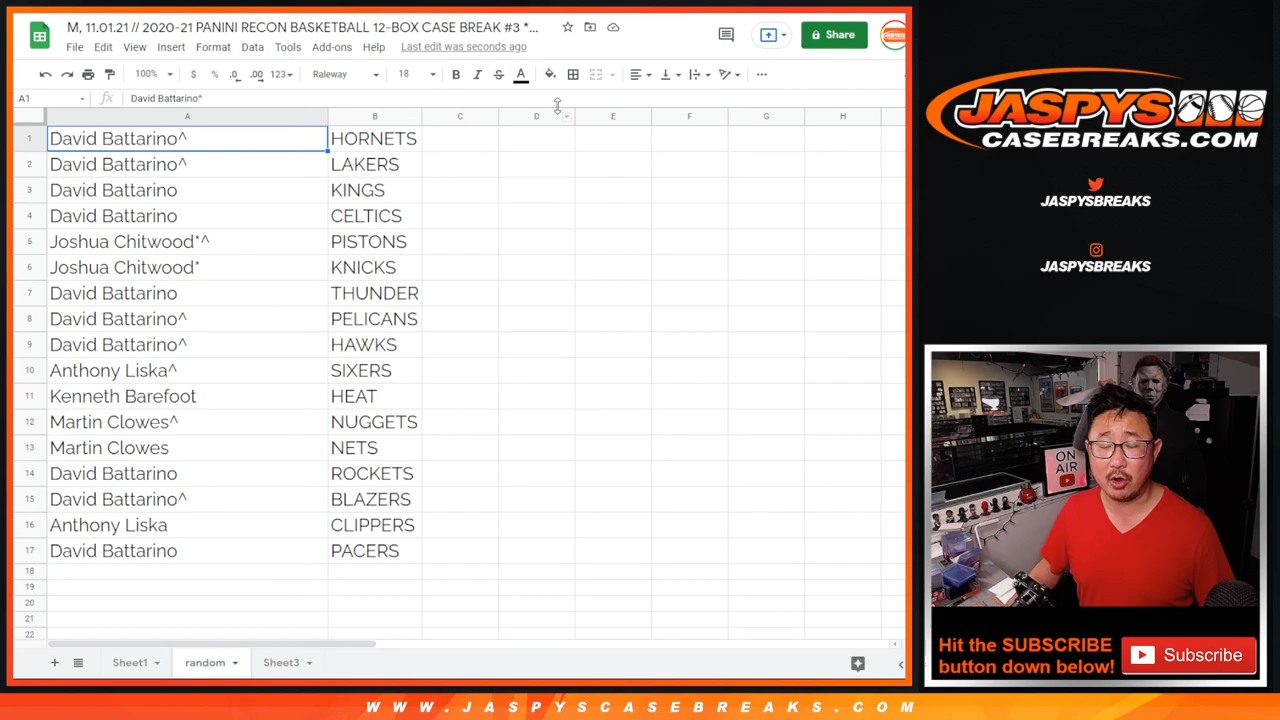 M, 11.01.21 // 2020-21 PANINI RECON BASKETBALL 12-BOX CASE BREAK #3 *...
Share
File Edit View Insert Format Data Tools Add-ons Help Last edit was seconds ago
100% $ % .0 .00 123 Raleway 18 B I S A
A1 fx David Battarino^
A B C D E F G H
1 David Battarino^ HORNETS
2 David Battarino^ LAKERS
3 David Battarino KINGS
4 David Battarino CELTICS
5 Joshua Chitwood*^ PISTONS
6 Joshua Chitwood* KNICKS
7 David Battarino THUNDER
8 David Battarino^ PELICANS
9 David Battarino^ HAWKS
10 Anthony Liska^ SIXERS
11 Kenneth Barefoot HEAT
12 Martin Clowes^ NUGGETS
13 Martin Clowes NETS
14 David Battarino ROCKETS
15 David Battarino^ BLAZERS
16 Anthony Liska CLIPPERS
17 David Battarino PACERS
18
19
20
21
22
+ Sheet1 random Sheet3
JASPYS
CASEBREAKS.COM
JASPYSBREAKS
JASPYSBREAKS
ON
AIR
Hit the SUBSCRIBE
button down below!
Subscribe
WWW.JASPYSCASEBREAKS.COM